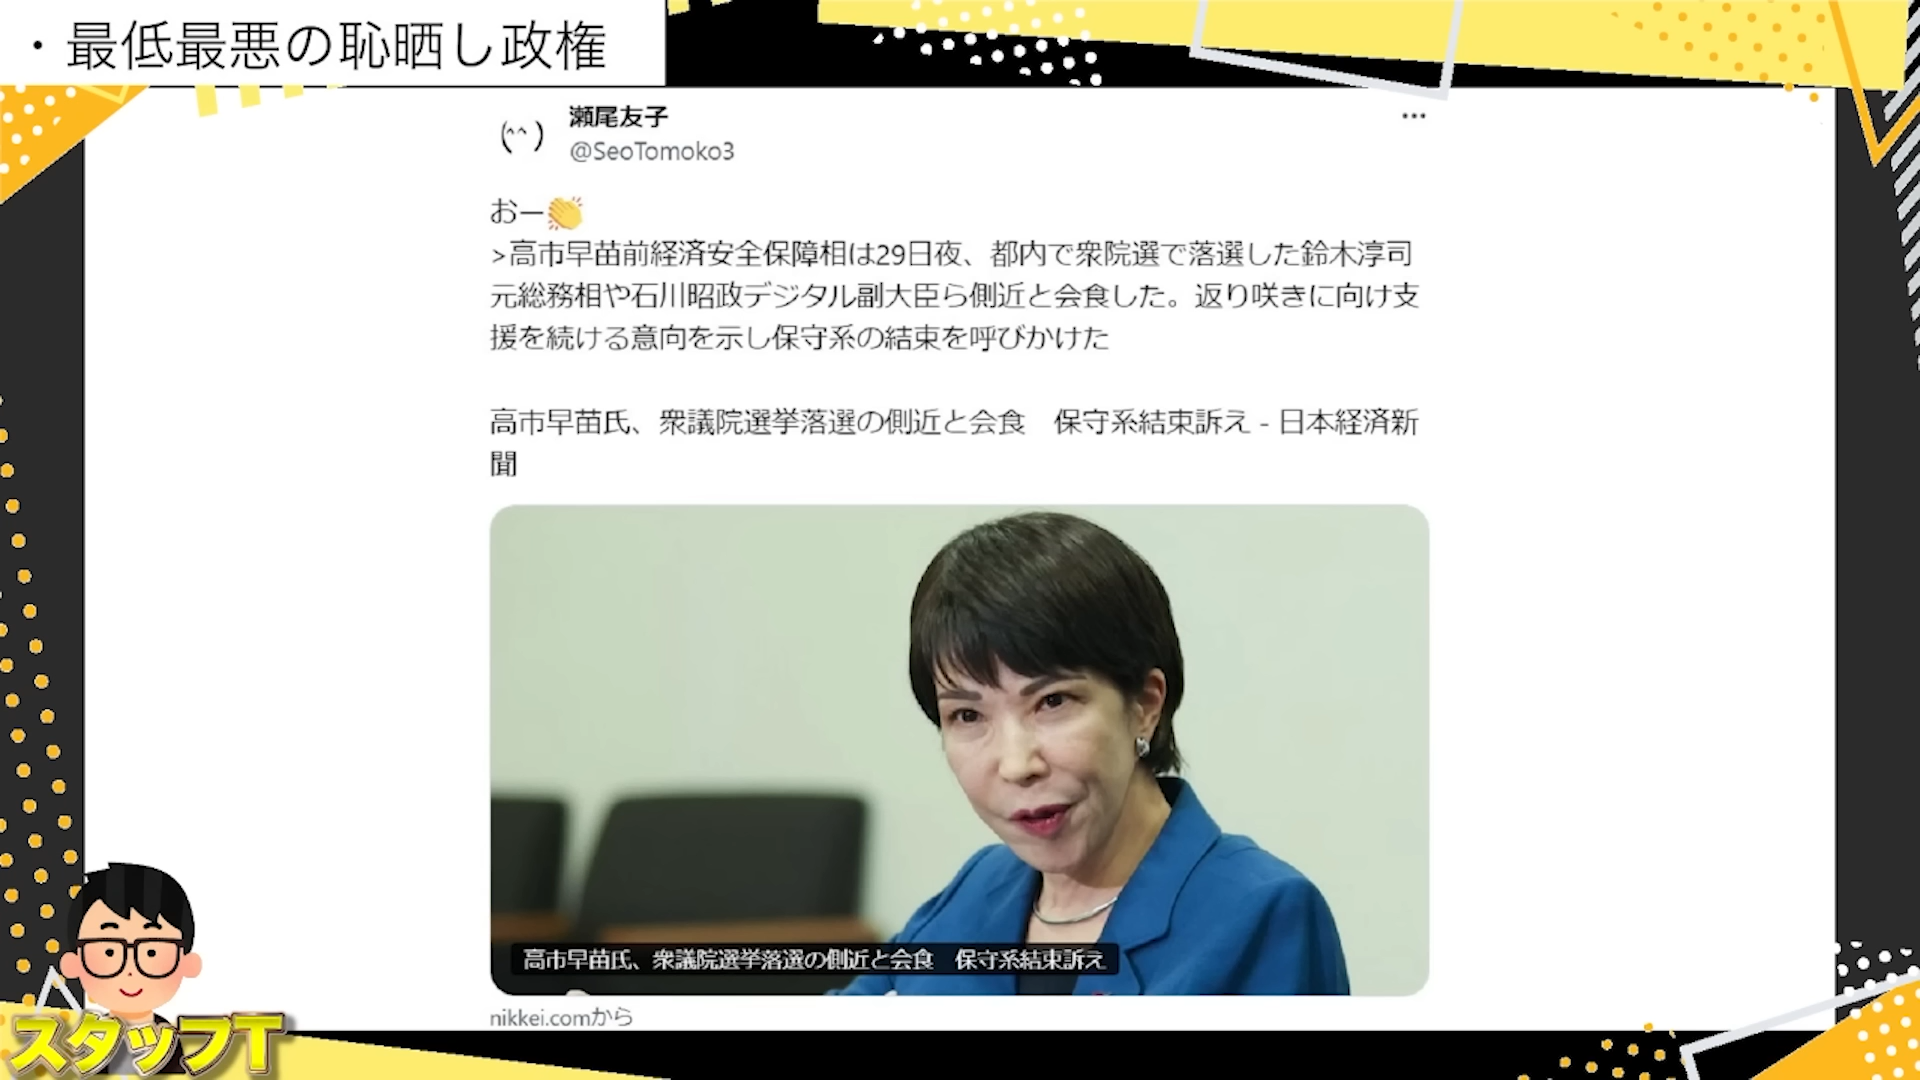 ・最低最悪の恥晒し政権
瀬尾友子
@SeoTomoko3
おー👏
>高市早苗前経済安全保障相は29日夜、都内で衆院選で落選した鈴木淳司
元総務相や石川昭政デジタル副大臣ら側近と会食した。返り咲きに向け支
援を続ける意向を示し保守系の結束を呼びかけた
高市早苗氏、衆議院選挙落選の側近と会食　保守系結束訴え - 日本経済新
聞
高市早苗氏、衆議院選挙落選の側近と会食　保守系結束訴え
nikkei.comから
スタッフT